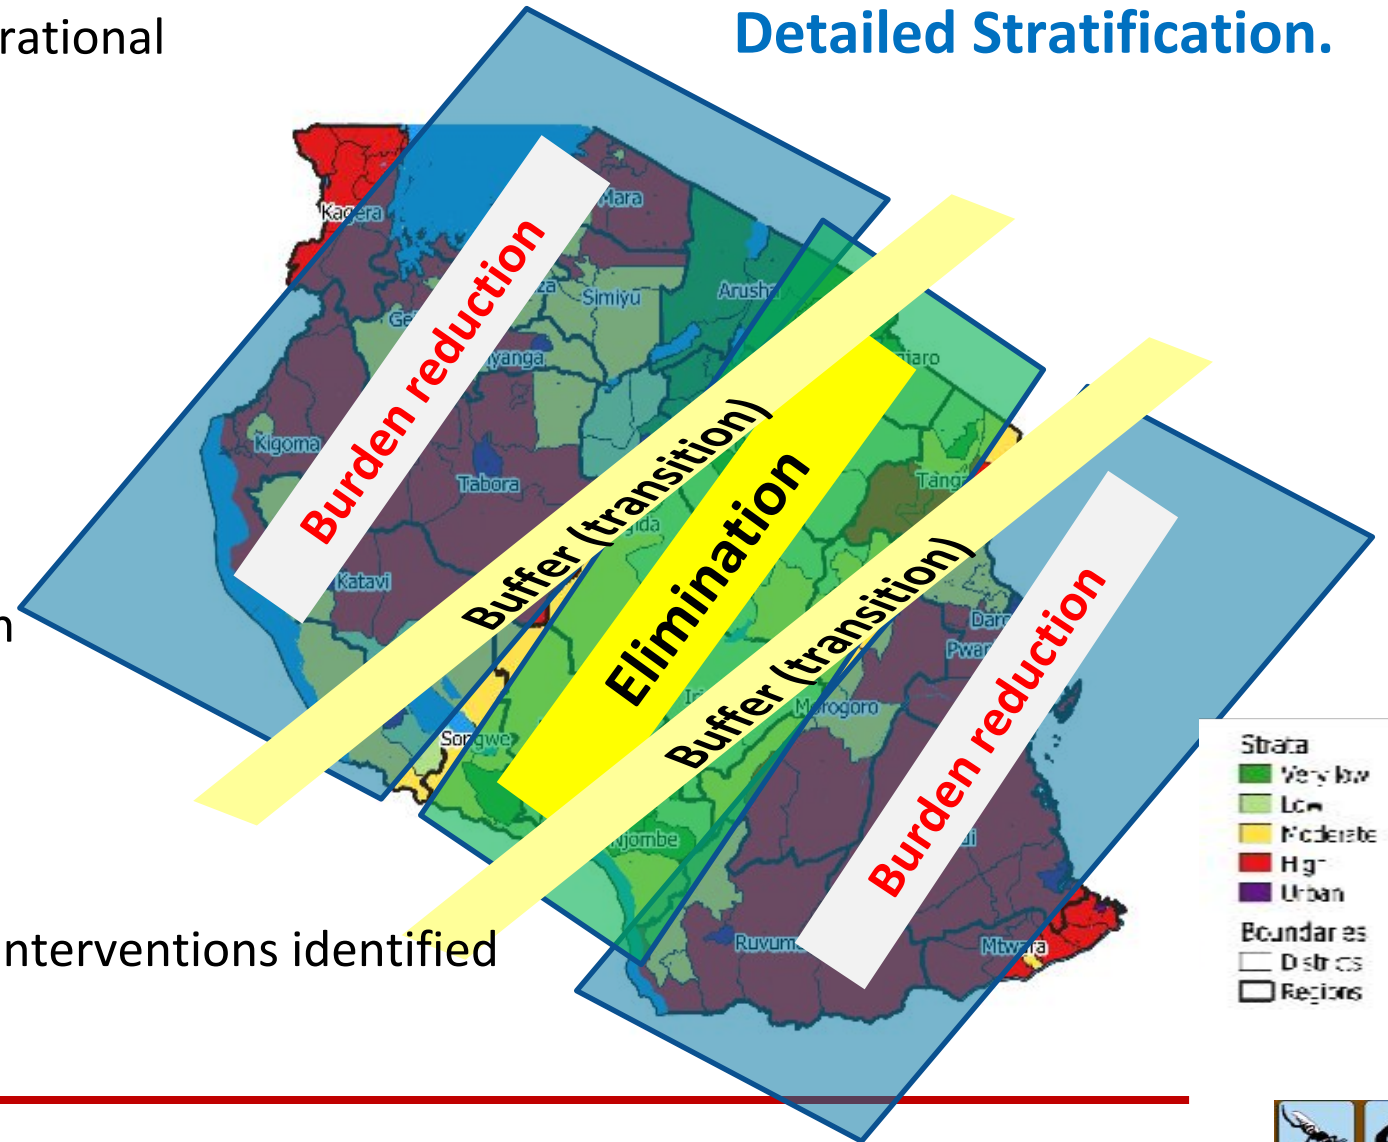 rational
Detailed Stratification.
Kagera
Mara
Burden reduction
Simiyu
Arusha
Kigoma
Tabora
Katavi
Buffer (transition)
Elimination
Tanga
Buffer (transition)
Burden reduction
Morogoro
Songwe
Njombe
Ruvuma
Mtwara
n
nterventions identified
Strata
Very low
Low
Moderate
High
Urban
Boundaries
Districts
Regions